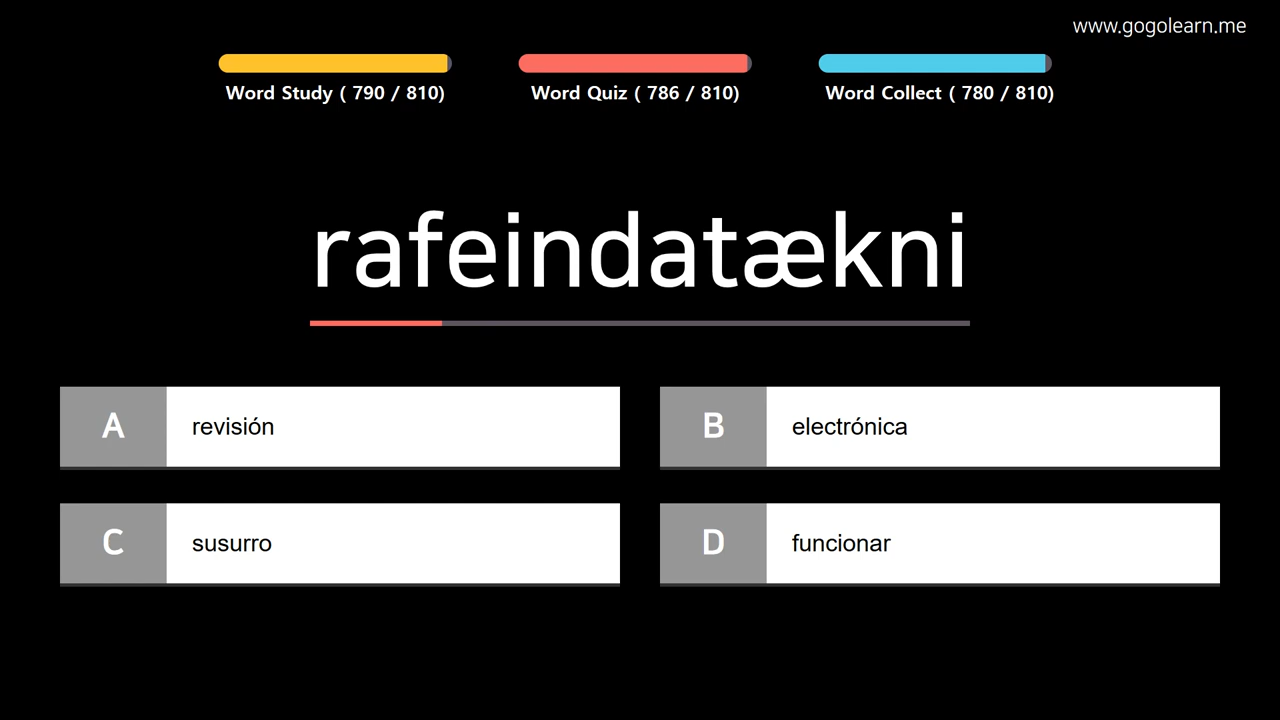 www.gogolearn.me
Word Study ( 790 / 810)
Word Quiz ( 786 / 810)
Word Collect ( 780 / 810)
rafeindatækni
A revisión
B electrónica
C susurro
D funcionar